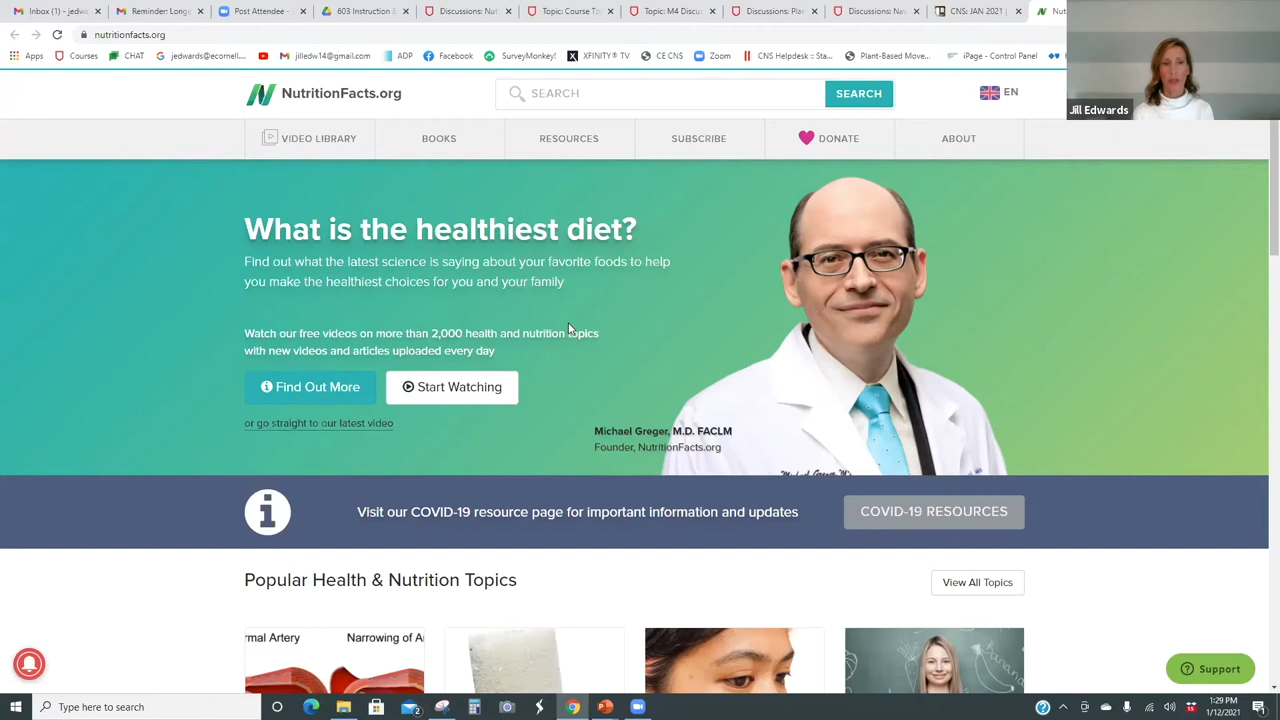 Inbox - jedw
Reminder: Long
Post Attendee -
603 Instruction
Discussions: Nut
Topic: Course To
Topic: M4 Discu
Discussions: Plar
Discussions: Nav
CNS: JAN 2021 |
Nu
nutritionfacts.org
Apps
Courses
CHAT
jedwards@ecornell...
jilledw14@gmail.com
ADP
Facebook
SurveyMonkey!
XFINITY® TV
CE CNS
Zoom
CNS Helpdesk :: Sta...
Plant-Based Move...
iPage - Control Panel
Jill Edwards
NutritionFacts.org
SEARCH
SEARCH
EN
VIDEO LIBRARY
BOOKS
RESOURCES
SUBSCRIBE
DONATE
ABOUT
What is the healthiest diet?
Find out what the latest science is saying about your favorite foods to help
you make the healthiest choices for you and your family
Watch our free videos on more than 2,000 health and nutrition topics
with new videos and articles uploaded every day
Find Out More
Start Watching
or go straight to our latest video
Michael Greger, M.D. FACLM
Founder, NutritionFacts.org
Visit our COVID-19 resource page for important information and updates
COVID-19 RESOURCES
Popular Health & Nutrition Topics
View All Topics
rmal Artery
Narrowing of Ar
Support
Type here to search
2
1:29 PM
1/12/2021